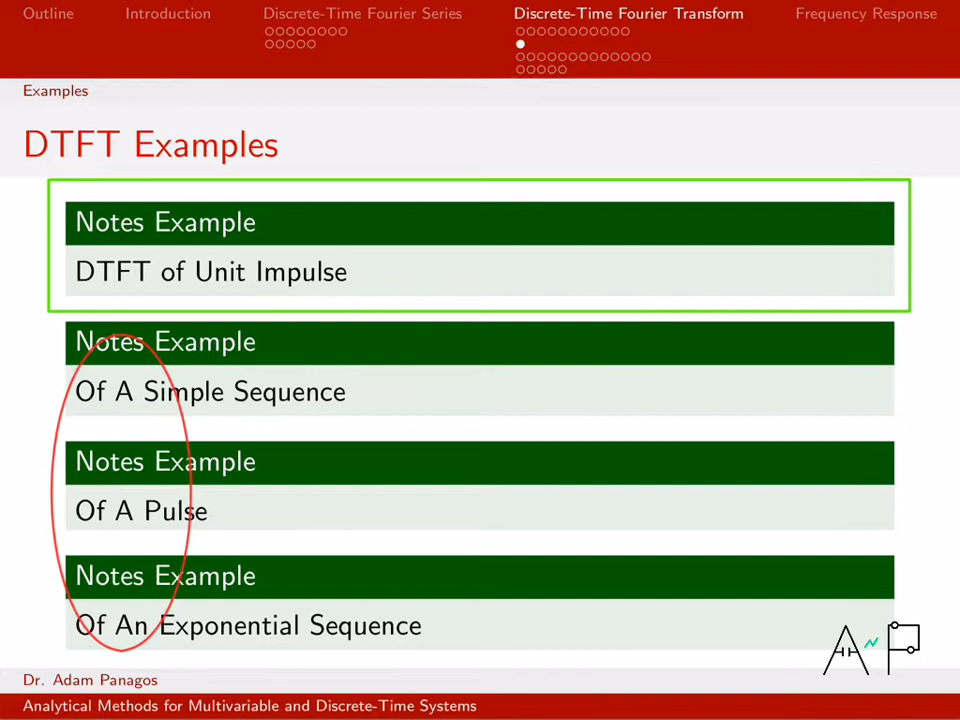 Outline Introduction Discrete-Time Fourier Series Discrete-Time Fourier Transform Frequency Response
Examples
DTFT Examples
Notes Example
DTFT of Unit Impulse
Notes Example
Of A Simple Sequence
Notes Example
Of A Pulse
Notes Example
Of An Exponential Sequence
AP
Dr. Adam Panagos
Analytical Methods for Multivariable and Discrete-Time Systems